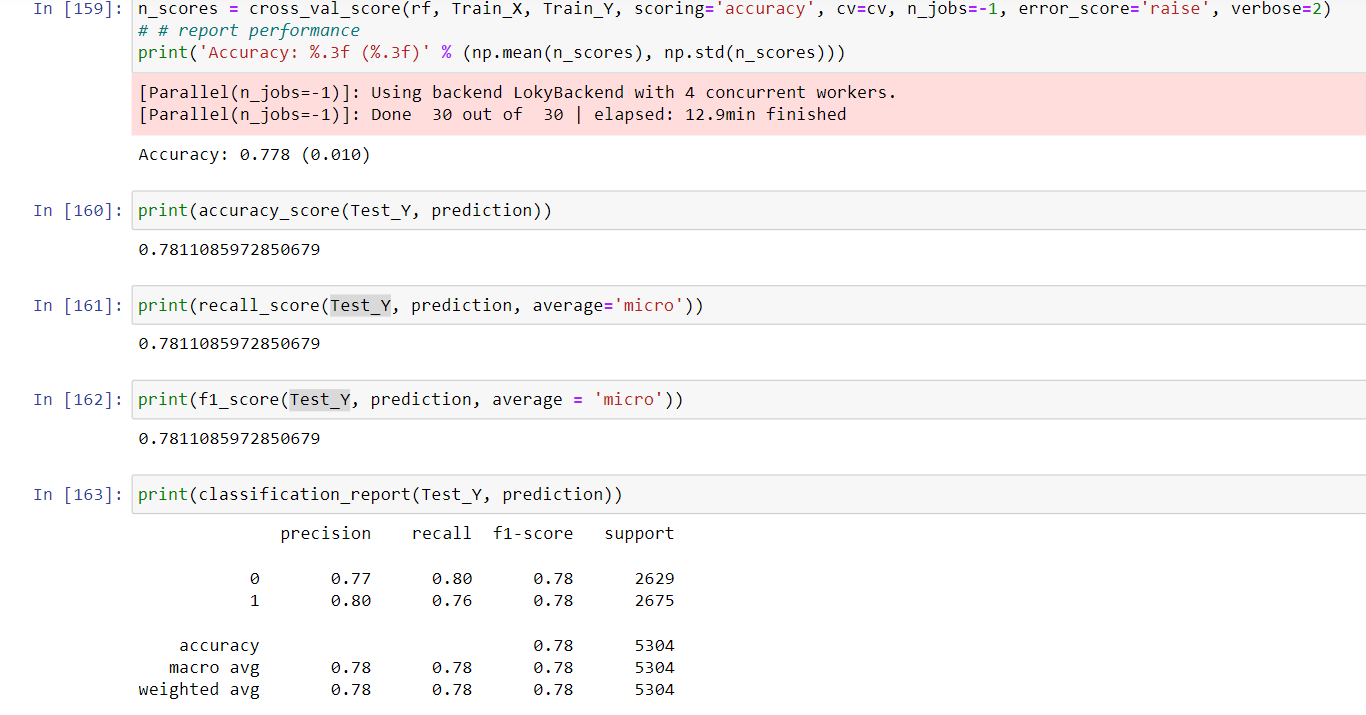 In [159]: n_scores = cross_val_score(rf, Train_X, Train_Y, scoring='accuracy', cv=cv, n_jobs=-1, error_score='raise', verbose=2)
# # report performance
print('Accuracy: %.3f (%.3f)' % (np.mean(n_scores), np.std(n_scores)))
[Parallel(n_jobs=-1)]: Using backend LokyBackend with 4 concurrent workers.
[Parallel(n_jobs=-1)]: Done  30 out of  30 | elapsed: 12.9min finished
Accuracy: 0.778 (0.010)
In [160]: print(accuracy_score(Test_Y, prediction))
0.7811085972850679
In [161]: print(recall_score(Test_Y, prediction, average='micro'))
0.7811085972850679
In [162]: print(f1_score(Test_Y, prediction, average = 'micro'))
0.7811085972850679
In [163]: print(classification_report(Test_Y, prediction))
precision    recall  f1-score   support
0       0.77      0.80      0.78      2629
1       0.80      0.76      0.78      2675
accuracy                           0.78      5304
macro avg       0.78      0.78      0.78      5304
weighted avg       0.78      0.78      0.78      5304